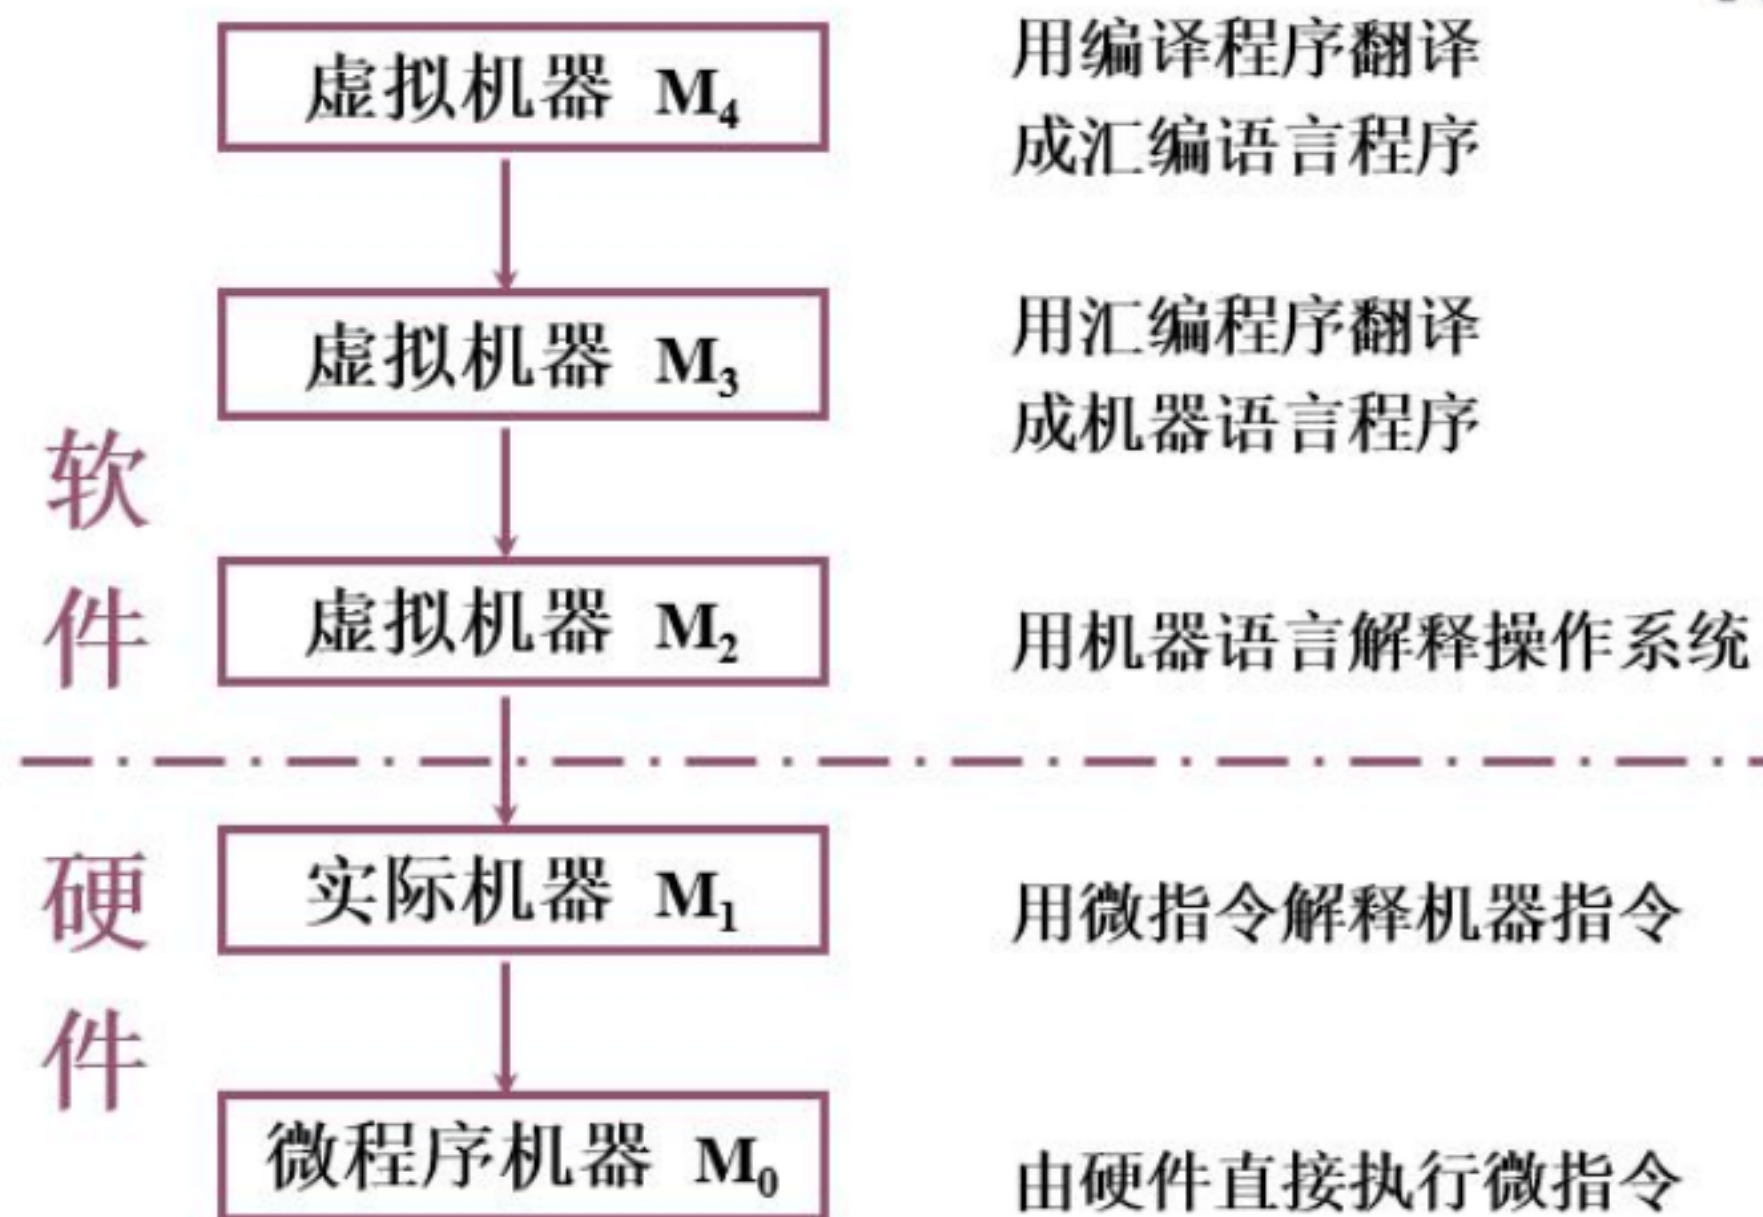 虚拟机器 M₄
用编译程序翻译
成汇编语言程序
虚拟机器 M₃
用汇编程序翻译
成机器语言程序
软
件
虚拟机器 M₂
用机器语言解释操作系统
硬
件
实际机器 M₁
用微指令解释机器指令
微程序机器 M₀
由硬件直接执行微指令